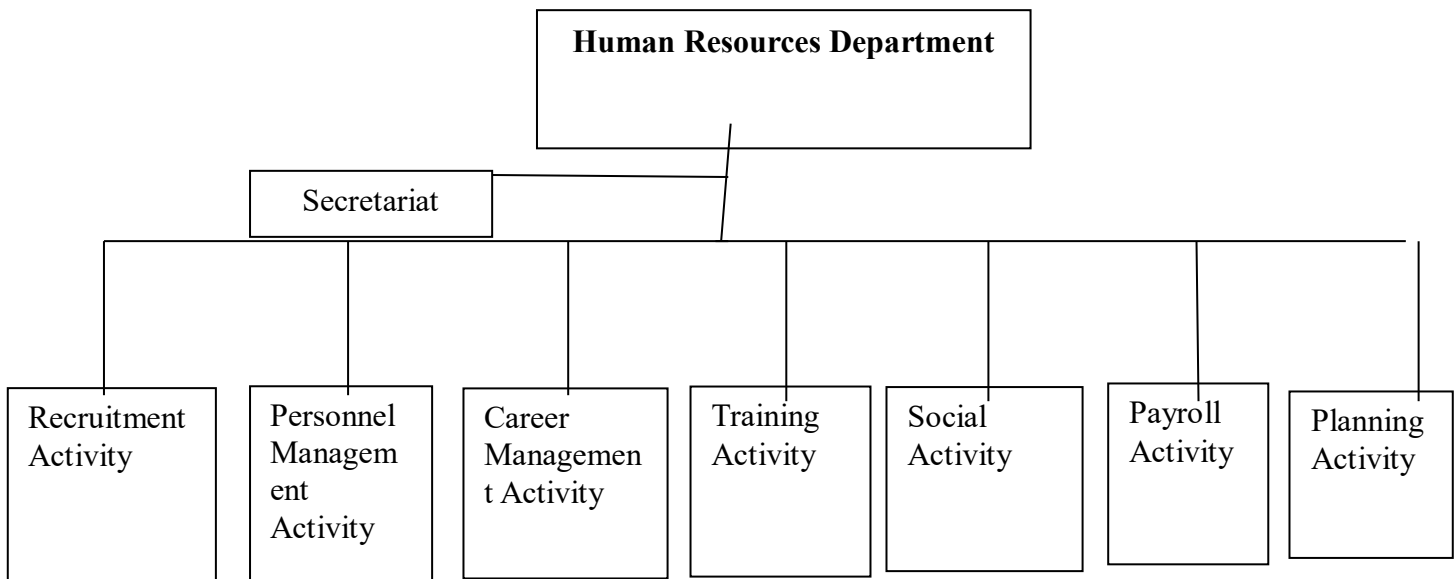 Human Resources Department
Secretariat
Recruitment
Activity
Personnel
Managem
ent
Activity
Career
Managemen
t Activity
Training
Activity
Social
Activity
Payroll
Activity
Planning
Activity